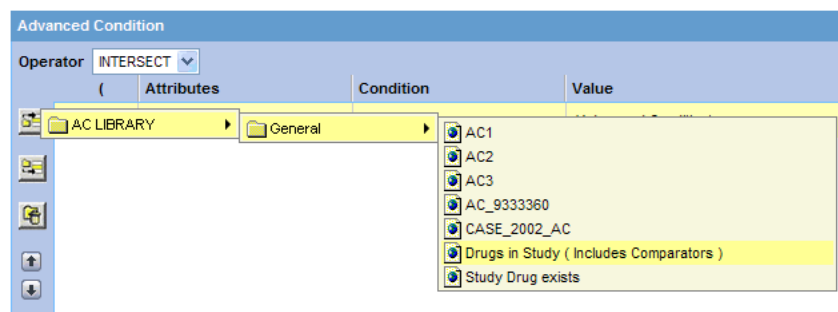 Advanced Condition
Operator INTERSECT
( Attributes Condition Value
AC LIBRARY
General
AC1
AC2
AC3
AC_9333360
CASE_2002_AC
Drugs in Study ( Includes Comparators )
Study Drug exists